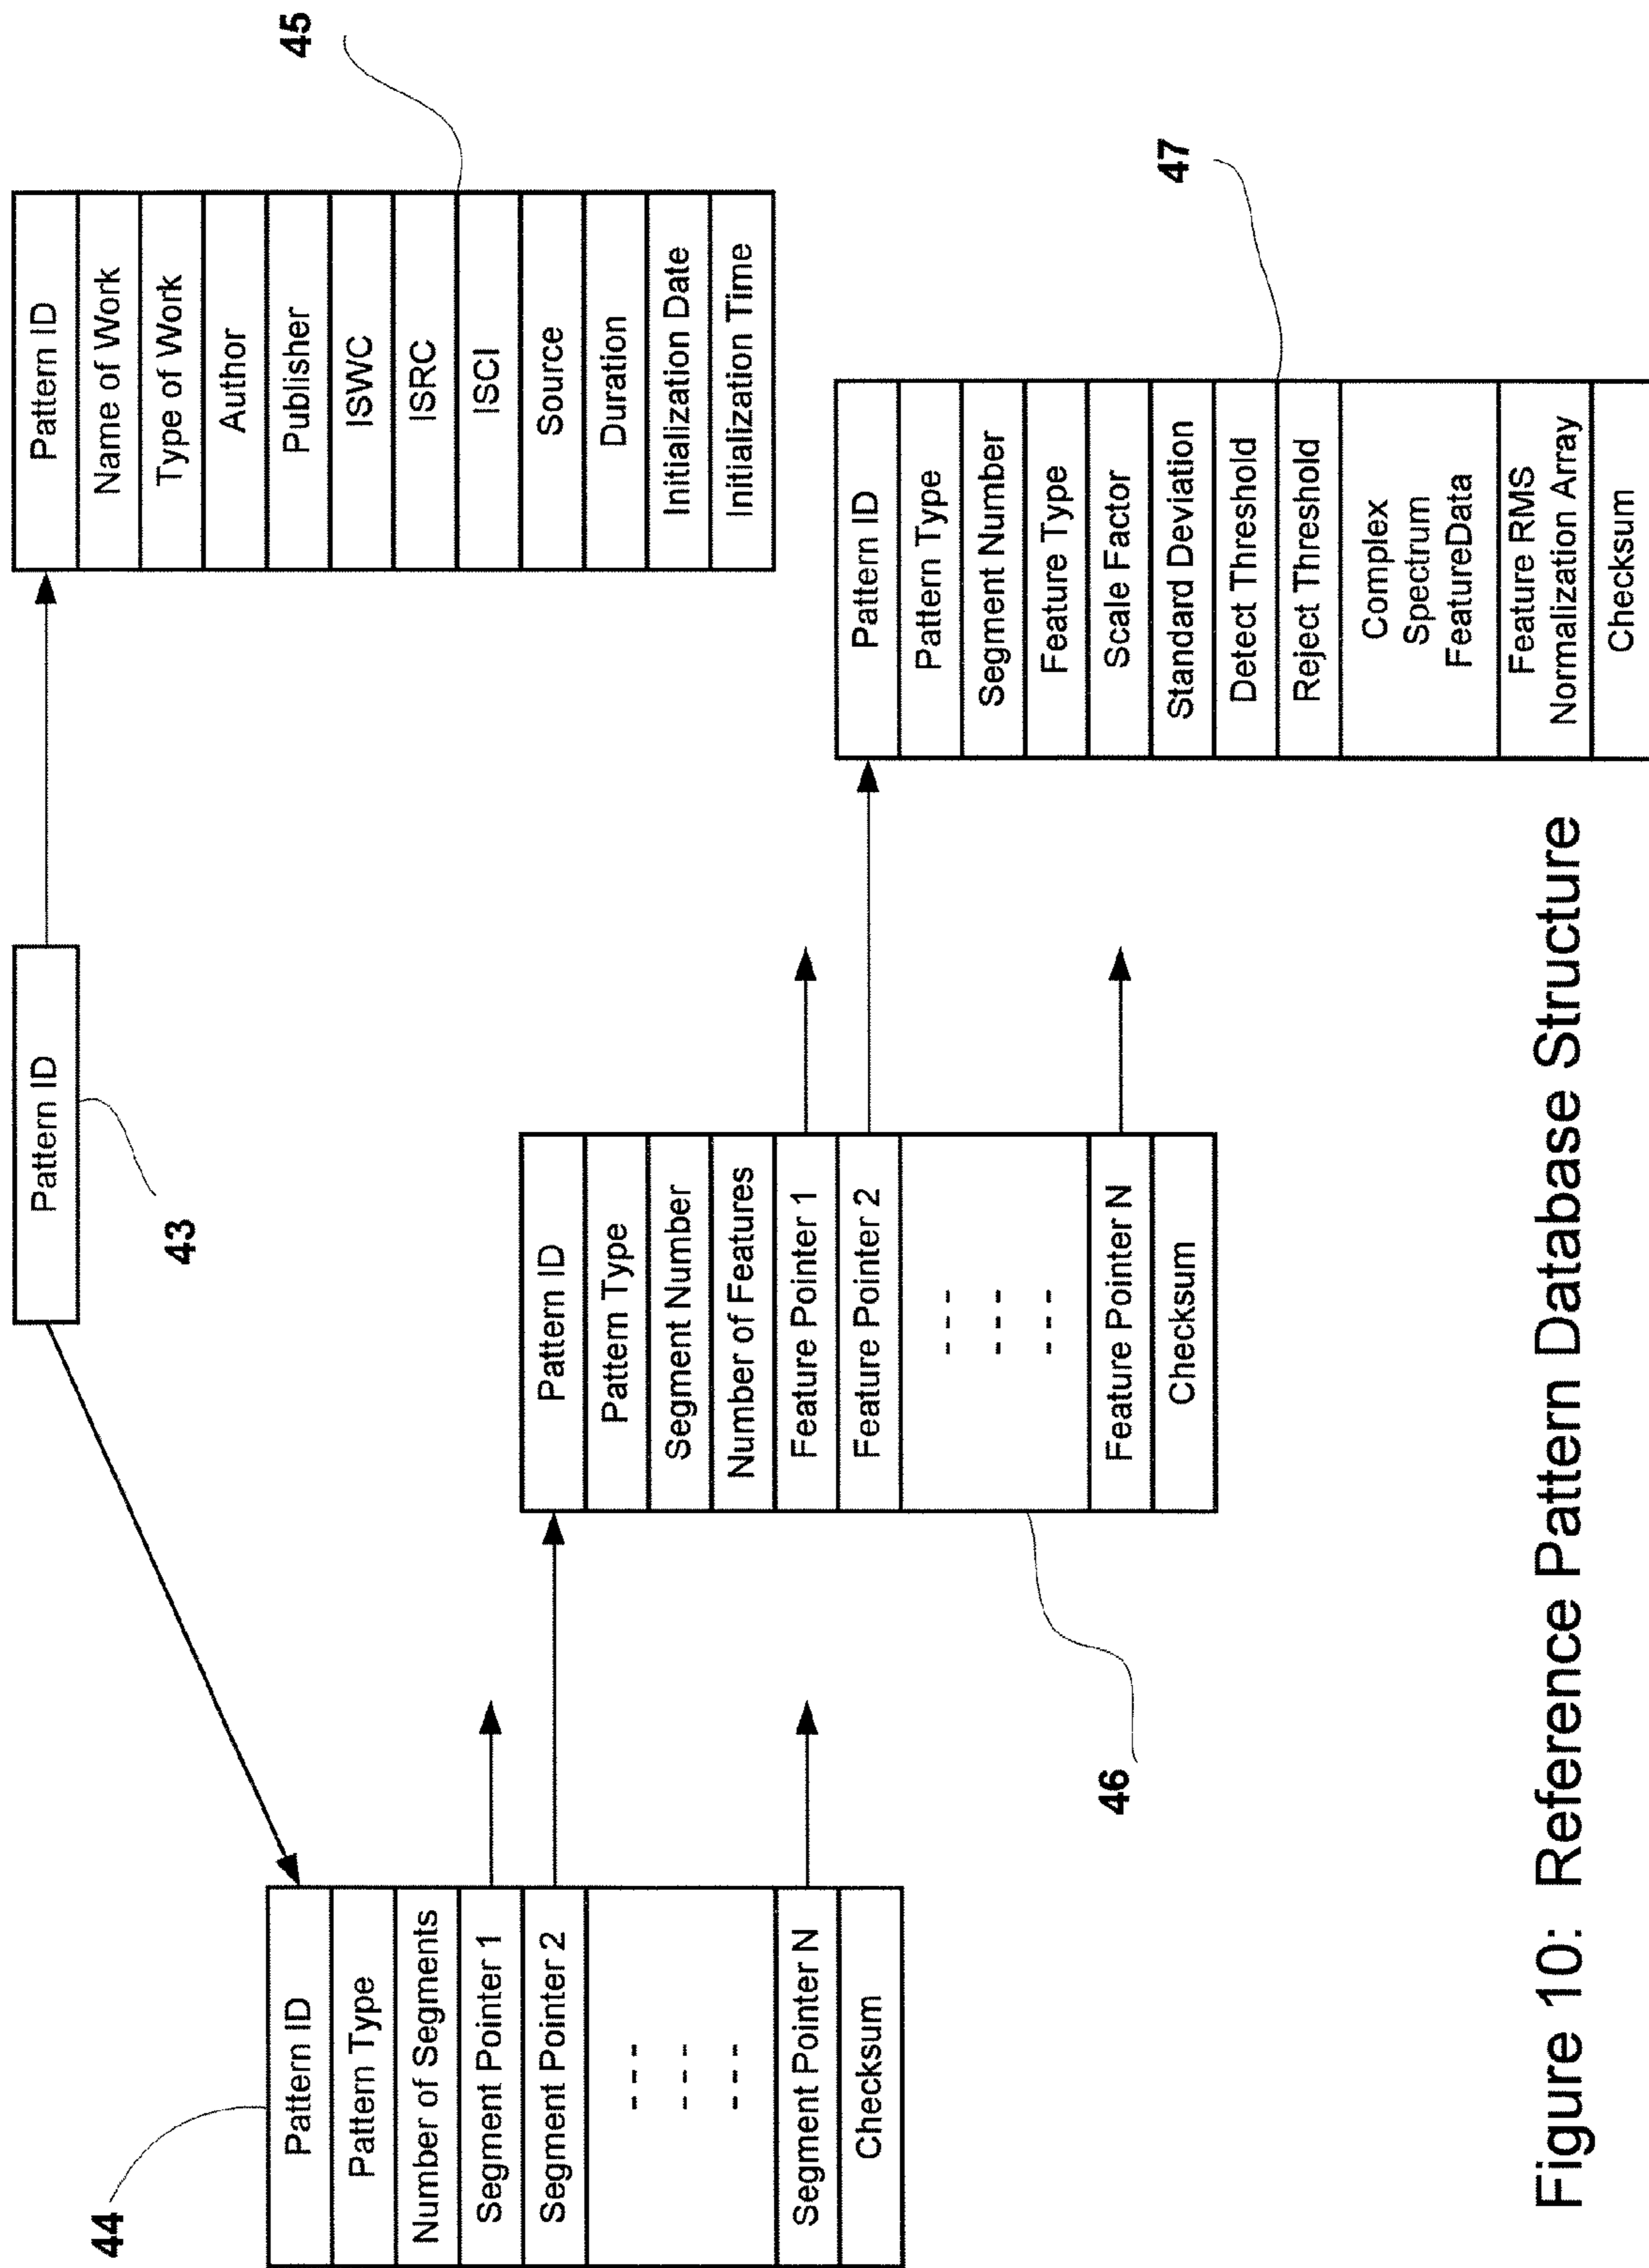 Pattern ID
43
Pattern ID
Name of Work
Type of Work
Author
Publisher
ISWC
ISRC
ISCI
Source
Duration
Initialization Date
Initialization Time
45
44
Pattern ID
Pattern Type
Number of Segments
Segment Pointer 1
Segment Pointer 2
- - -
- - -
- - -
Segment Pointer N
Checksum
Pattern ID
Pattern Type
Segment Number
Number of Features
Feature Pointer 1
Feature Pointer 2
- - -
- - -
- - -
Feature Pointer N
Checksum
46
Pattern ID
Pattern Type
Segment Number
Feature Type
Scale Factor
Standard Deviation
Detect Threshold
Reject Threshold
Complex
Spectrum
FeatureData
Feature RMS
Normalization Array
Checksum
47
Figure 10: Reference Pattern Database Structure